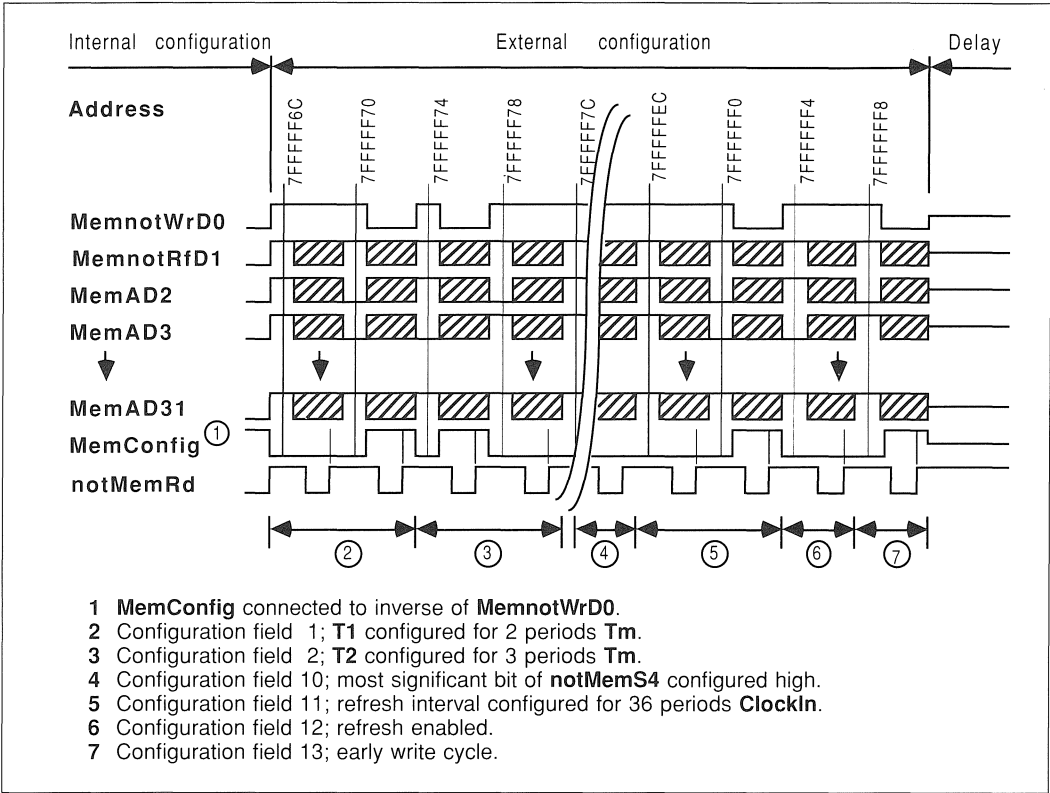 Internal configuration External configuration Delay
Address 7FFFFF6C 7FFFFF70 7FFFFF74 7FFFFF78 7FFFFF7C 7FFFFFEC 7FFFFFF0 7FFFFFF4 7FFFFFF8
MemnotWrD0
MemnotRfD1
MemAD2
MemAD3
MemAD31
MemConfig 1
notMemRd
2 3 4 5 6 7
1 MemConfig connected to inverse of MemnotWrD0.
2 Configuration field 1; T1 configured for 2 periods Tm.
3 Configuration field 2; T2 configured for 3 periods Tm.
4 Configuration field 10; most significant bit of notMemS4 configured high.
5 Configuration field 11; refresh interval configured for 36 periods ClockIn.
6 Configuration field 12; refresh enabled.
7 Configuration field 13; early write cycle.